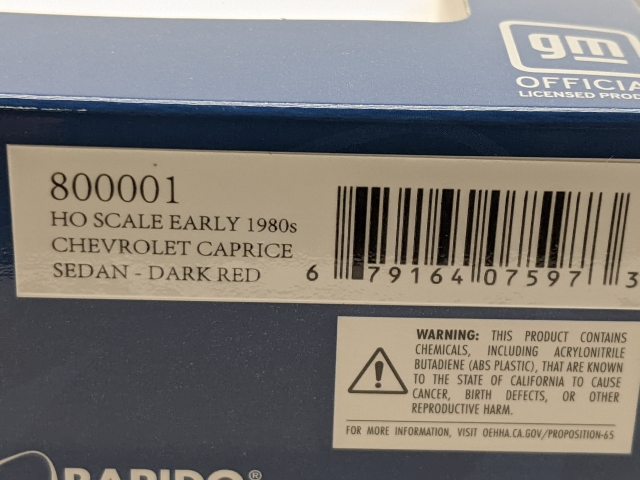 gm
OFFICIA
LICENSED PROD
800001
HO SCALE EARLY 1980s
CHEVROLET CAPRICE
SEDAN - DARK RED
6 79164 07597 3
WARNING: THIS PRODUCT CONTAINS
CHEMICALS, INCLUDING ACRYLONITRILE
BUTADIENE (ABS PLASTIC), THAT ARE KNOWN
TO THE STATE OF CALIFORNIA TO CAUSE
CANCER, BIRTH DEFECTS, OR OTHER
REPRODUCTIVE HARM.
FOR MORE INFORMATION, VISIT OEHHA.CA.GOV/PROPOSITION-65
RAPIDO®